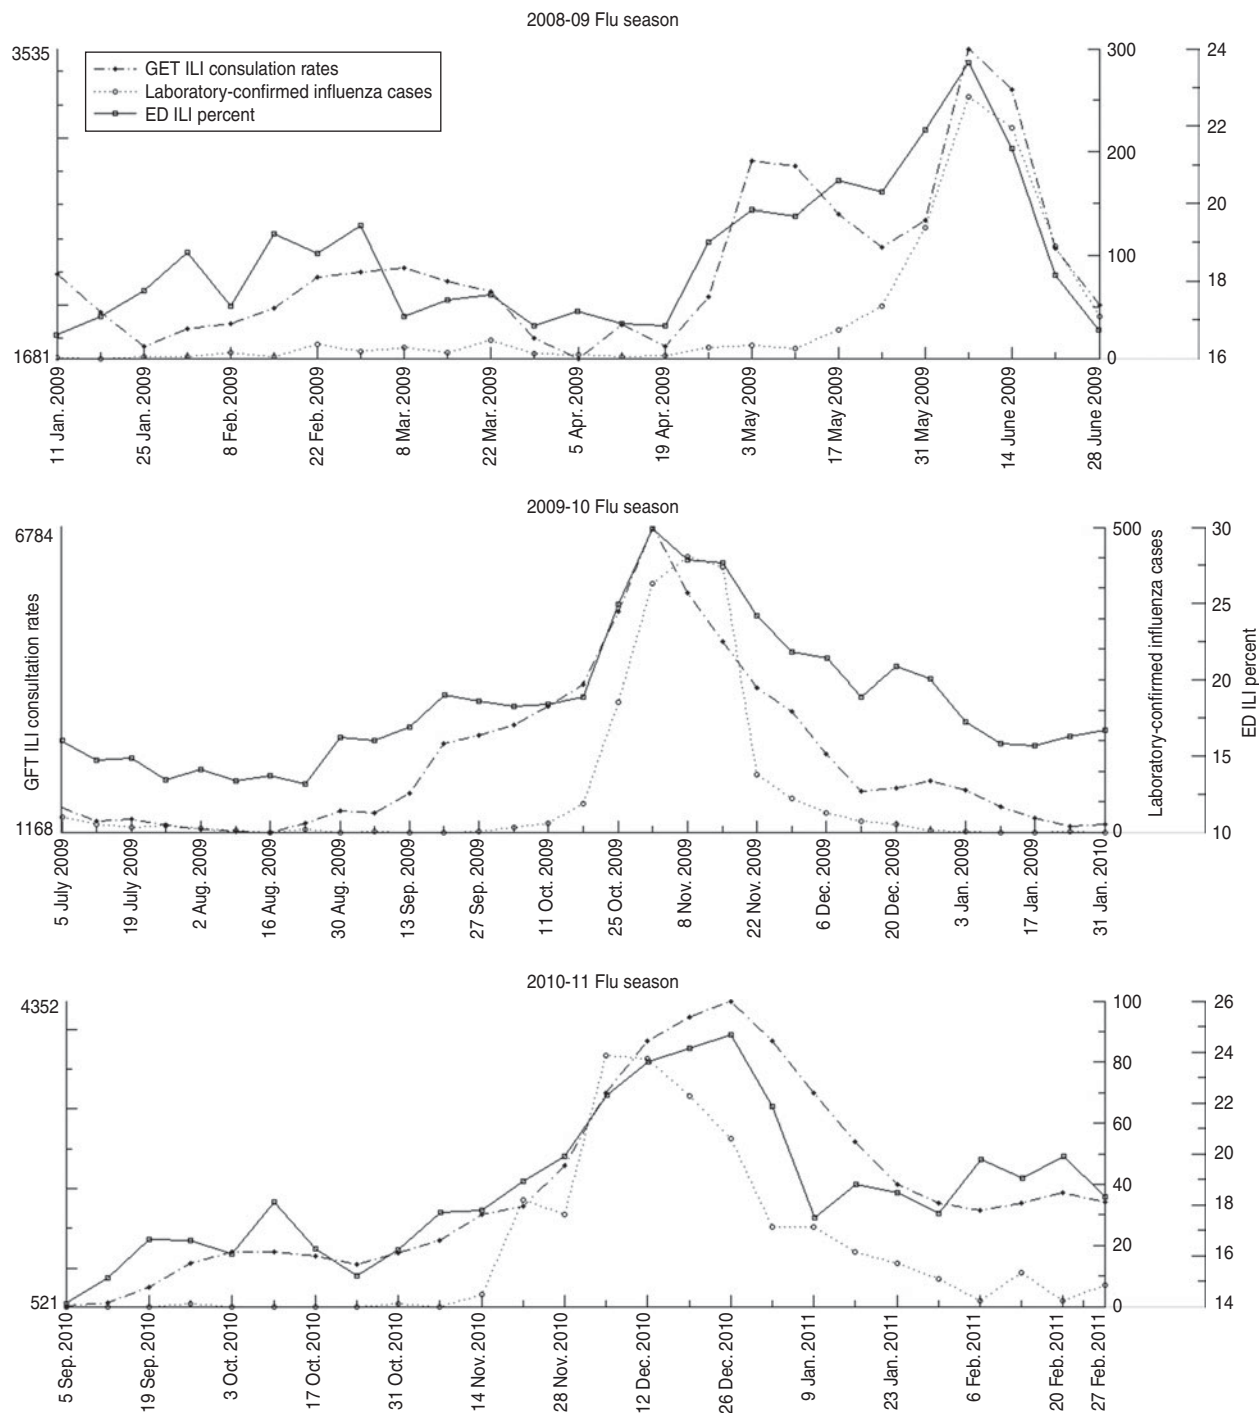 2008-09 Flu season
3535
1681
GET ILI consulation rates
Laboratory-confirmed influenza cases
ED ILI percent
300
200
100
0
24
22
20
18
16
11 Jan. 2009
25 Jan. 2009
8 Feb. 2009
22 Feb. 2009
8 Mar. 2009
22 Mar. 2009
5 Apr. 2009
19 Apr. 2009
3 May 2009
17 May 2009
31 May 2009
14 June 2009
28 June 2009
2009-10 Flu season
GFT ILI consultation rates
6784
1168
500
0
Laboratory-confirmed influenza cases
30
25
20
15
10
ED ILI percent
5 July 2009
19 July 2009
2 Aug. 2009
16 Aug. 2009
30 Aug. 2009
13 Sep. 2009
27 Sep. 2009
11 Oct. 2009
25 Oct. 2009
8 Nov. 2009
22 Nov. 2009
6 Dec. 2009
20 Dec. 2009
3 Jan. 2009
17 Jan. 2009
31 Jan. 2010
2010-11 Flu season
4352
521
100
80
60
40
20
0
26
24
22
20
18
16
14
5 Sep. 2010
19 Sep. 2010
3 Oct. 2010
17 Oct. 2010
31 Oct. 2010
14 Nov. 2010
28 Nov. 2010
12 Dec. 2010
26 Dec. 2010
9 Jan. 2011
23 Jan. 2011
6 Feb. 2011
20 Feb. 2011
27 Feb. 2011